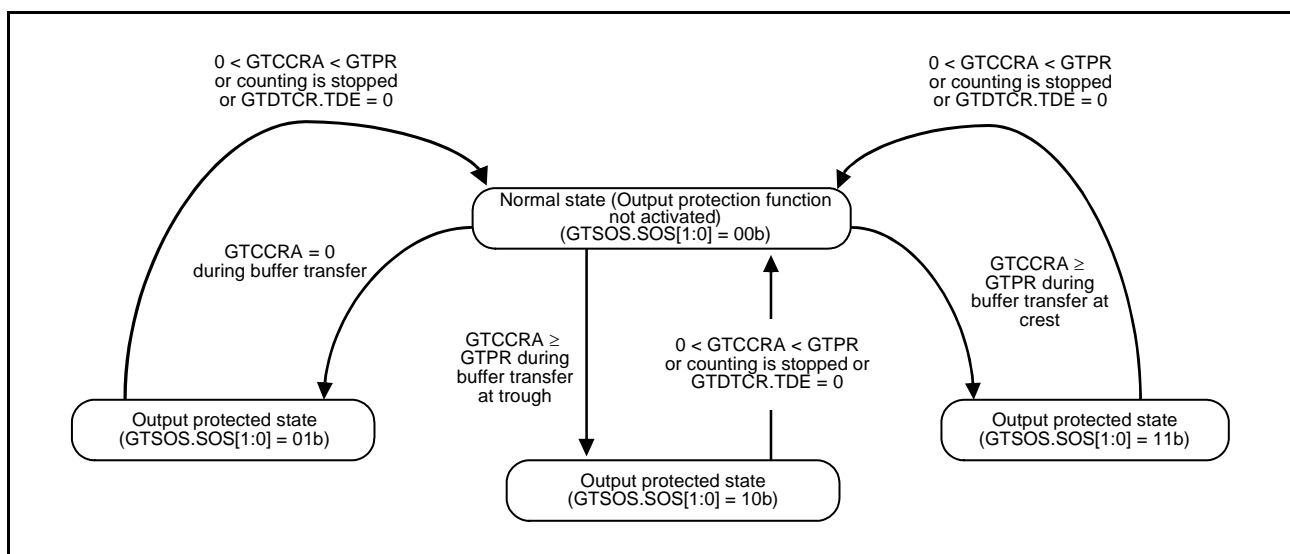 0 < GTCCRA < GTPR
or counting is stopped
or GTDTCR.TDE = 0
0 < GTCCRA < GTPR
or counting is stopped
or GTDTCR.TDE = 0
Normal state (Output protection function
not activated)
(GTSOS.SOS[1:0] = 00b)
GTCCRA = 0
during buffer transfer
GTCCRA ≥
GTPR during
buffer transfer
at trough
0 < GTCCRA < GTPR
or counting is stopped or
GTDTCR.TDE = 0
GTCCRA ≥
GTPR during
buffer transfer at
crest
Output protected state
(GTSOS.SOS[1:0] = 01b)
Output protected state
(GTSOS.SOS[1:0] = 10b)
Output protected state
(GTSOS.SOS[1:0] = 11b)